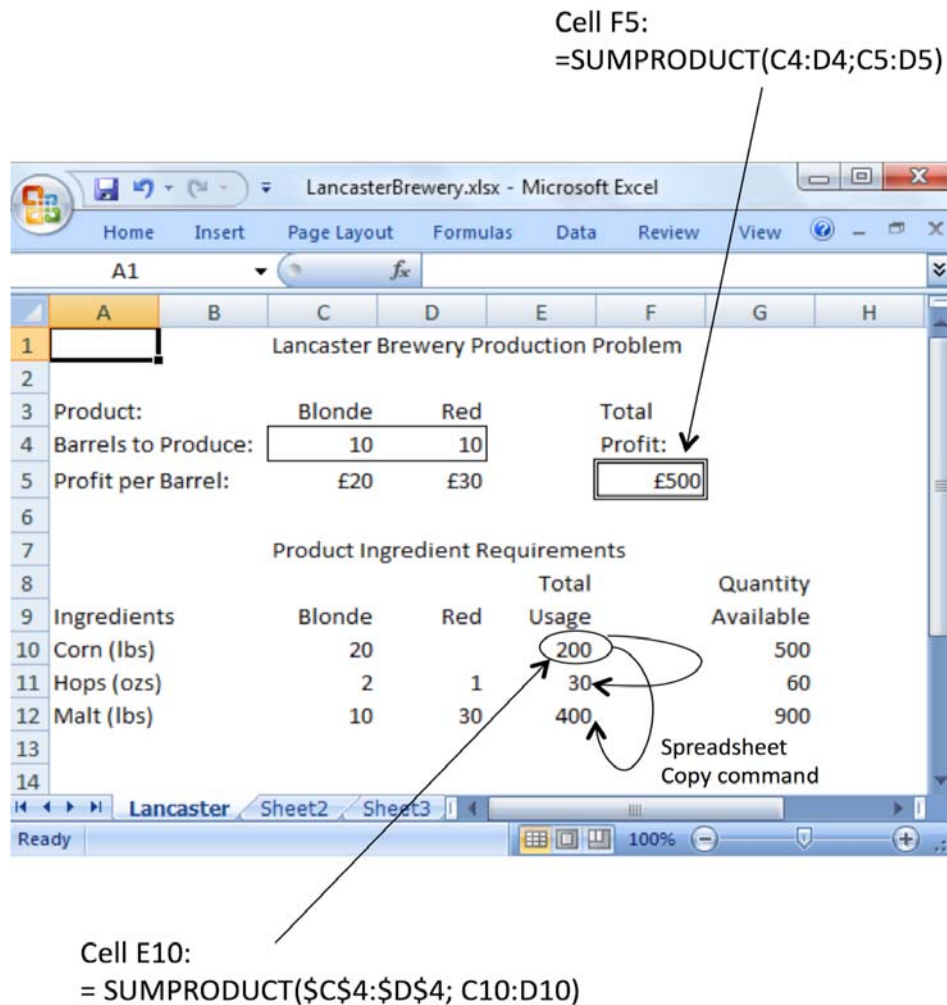 Cell F5:
=SUMPRODUCT(C4:D4;C5:D5)
LancasterBrewery.xlsx - Microsoft Excel
Home Insert Page Layout Formulas Data Review View
A1 fx
A B C D E F G H
1 Lancaster Brewery Production Problem
2
3 Product: Blonde Red Total
4 Barrels to Produce: 10 10 Profit:
5 Profit per Barrel: £20 £30 £500
6
7 Product Ingredient Requirements
8 Total Quantity
9 Ingredients Blonde Red Usage Available
10 Corn (lbs) 20 200 500
11 Hops (ozs) 2 1 30 60
12 Malt (lbs) 10 30 400 900
13 Spreadsheet
14 Copy command
Lancaster Sheet2 Sheet3
Ready 100%
Cell E10:
= SUMPRODUCT($C$4:$D$4; C10:D10)